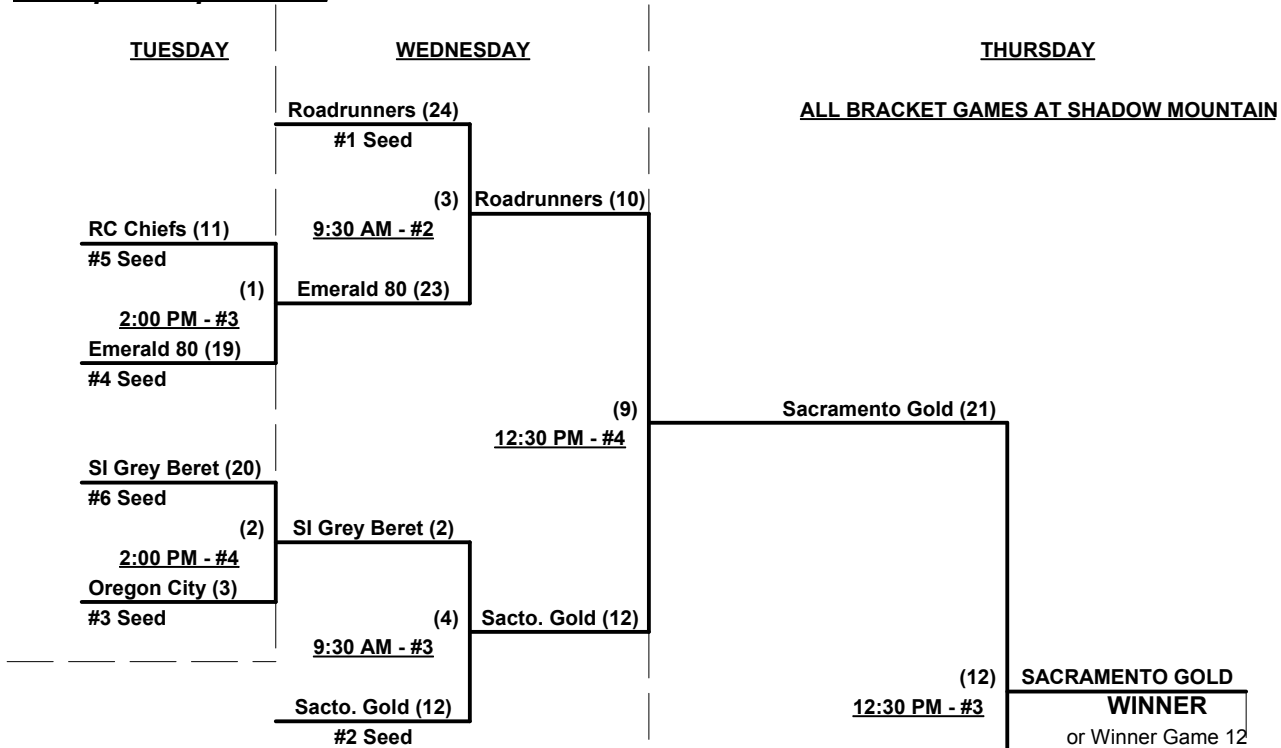 TUESDAY
WEDNESDAY
THURSDAY
Roadrunners (24)
ALL BRACKET GAMES AT SHADOW MOUNTAIN
#1 Seed
(3)
Roadrunners (10)
RC Chiefs (11)
9:30 AM - #2
#5 Seed
(1)
Emerald 80 (23)
2:00 PM - #3
Emerald 80 (19)
#4 Seed
(9)
Sacramento Gold (21)
12:30 PM - #4
SI Grey Beret (20)
#6 Seed
(2)
SI Grey Beret (2)
2:00 PM - #4
Oregon City (3)
#3 Seed
(4)
Sacto. Gold (12)
9:30 AM - #3
(12)
SACRAMENTO GOLD
Sacto. Gold (12)
12:30 PM - #3
WINNER
#2 Seed
or Winner Game 12